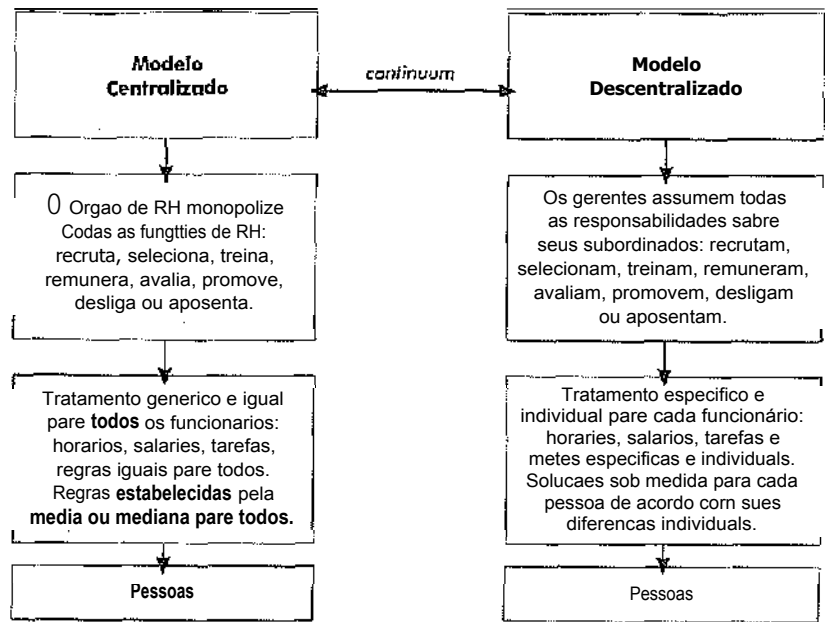 Modelo
Centralizado
continuum
Modelo
Descentralizado
O Orgao de RH monopolize
Codas as fungtties de RH:
recruta, seleciona, treina,
remunera, avalia, promove,
desliga ou aposenta.
Os gerentes assumem todas
as responsabilidades sabre
seus subordinados: recrutam,
selecionam, treinam, remuneram,
avaliam, promovem, desligam
ou aposentam.
Tratamento generico e igual
pare todos os funcionarios:
horarios, salaries, tarefas,
regras iguais pare todos.
Regras estabelecidas pela
media ou mediana pare todos.
Tratamento especifico e
individual pare cada funcionário:
horaries, salarios, tarefas e
metes especificas e individuals.
Solucaes sob medida para cada
pessoa de acordo corn sues
diferencas individuals.
Pessoas
Pessoas